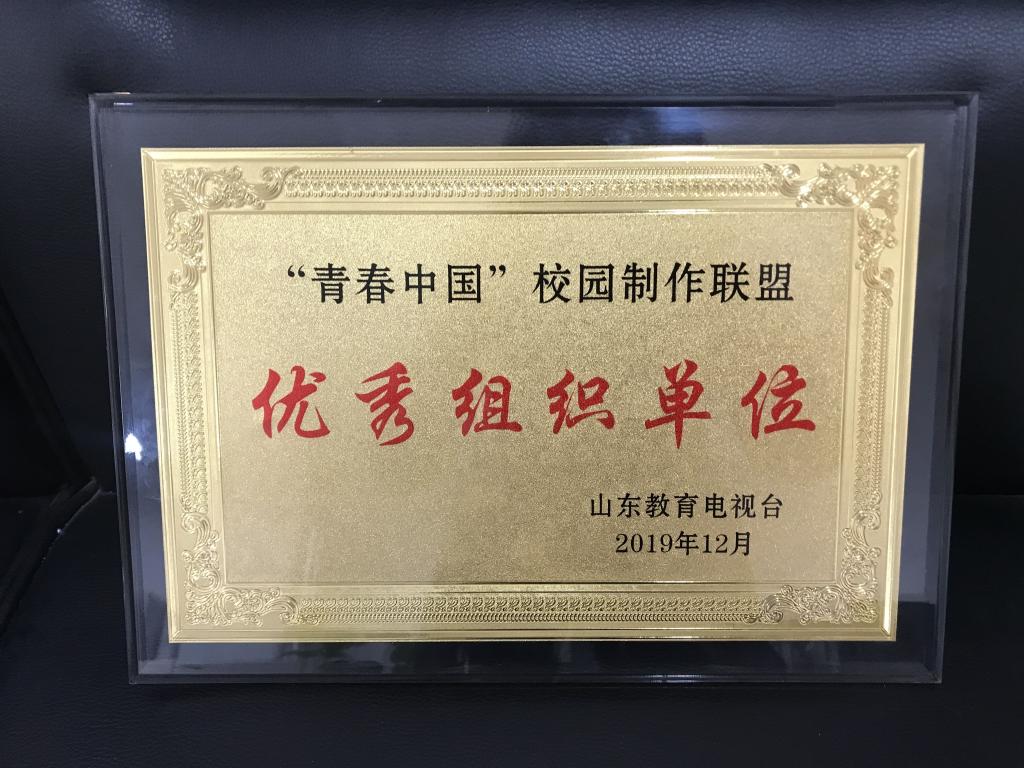 “青春中国”校园制作联盟
优秀组织单位
山东教育电视台
2019年12月